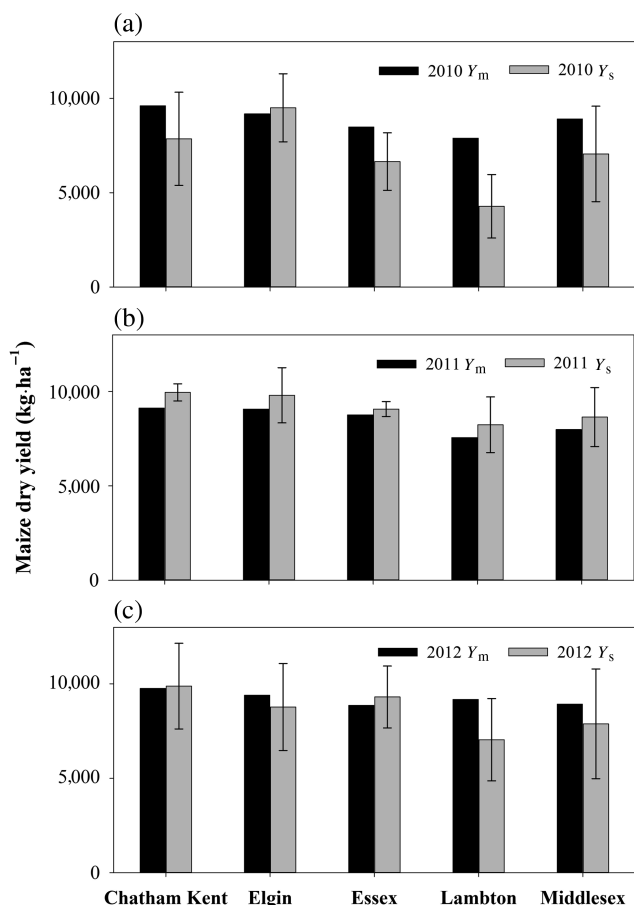 (a)
2010 Ym 2010 Ys
10,000
5,000
0
(b)
2011 Ym 2011 Ys
10,000
5,000
0
(c)
2012 Ym 2012 Ys
10,000
5,000
0
Maize dry yield (kg·ha−1)
Chatham Kent Elgin Essex Lambton Middlesex